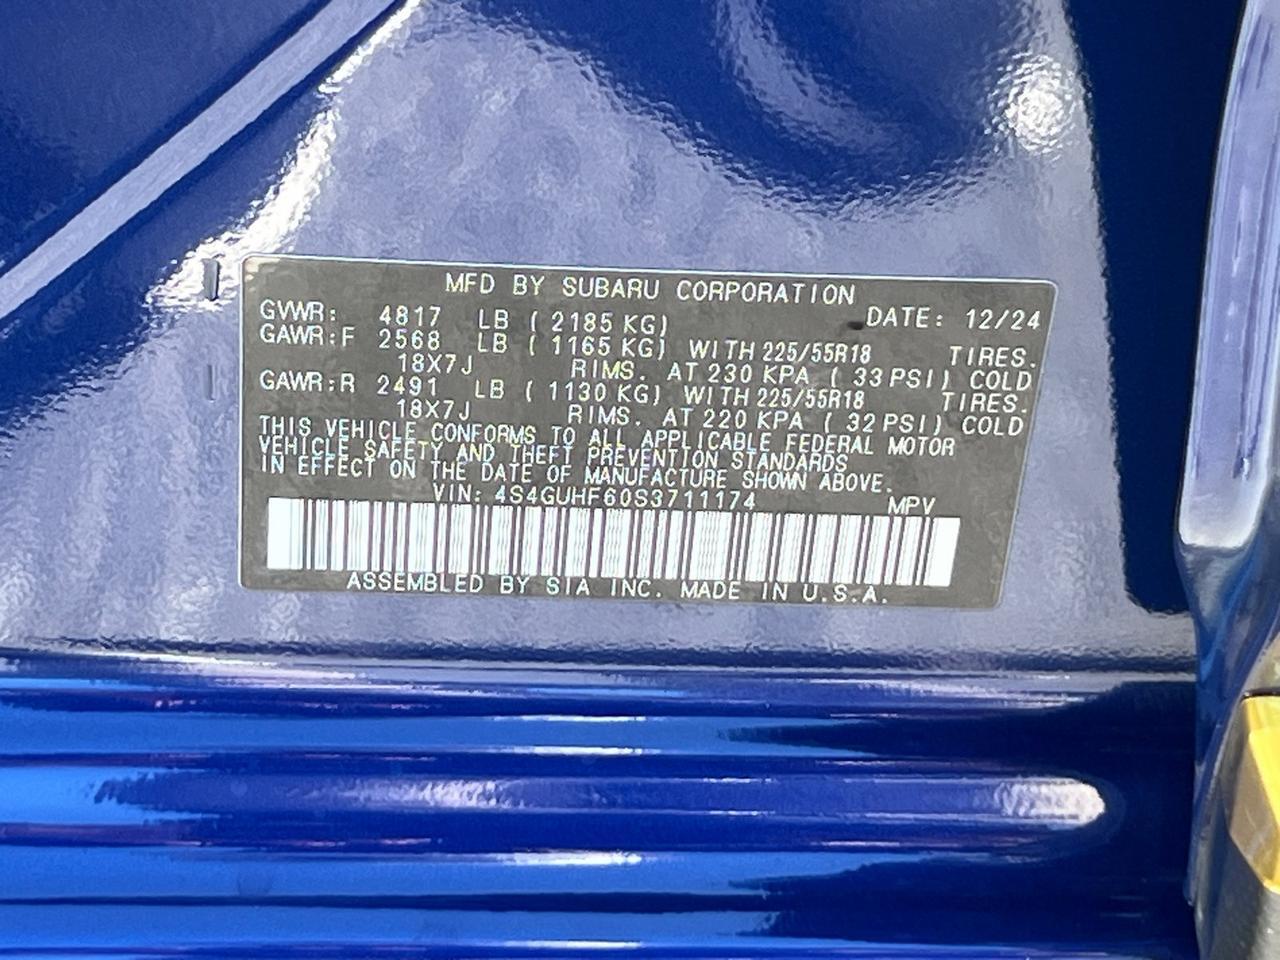 MFD BY SUBARU CORPORATION
GVWR: 4817 LB ( 2185 KG) DATE: 12/24
GAWR:F 2568 LB ( 1165 KG) WITH 225/55R18 TIRES.
18X7J RIMS. AT 230 KPA ( 33 PSI) COLD
GAWR:R 2491 LB ( 1130 KG) WITH 225/55R18 TIRES.
18X7J RIMS. AT 220 KPA ( 32 PSI) COLD
THIS VEHICLE CONFORMS TO ALL APPLICABLE FEDERAL MOTOR
VEHICLE SAFETY AND THEFT PREVENTION STANDARDS
IN EFFECT ON THE DATE OF MANUFACTURE SHOWN ABOVE.
VIN: 4S4GUHF60S3711174 MPV
ASSEMBLED BY SIA INC. MADE IN U.S.A.